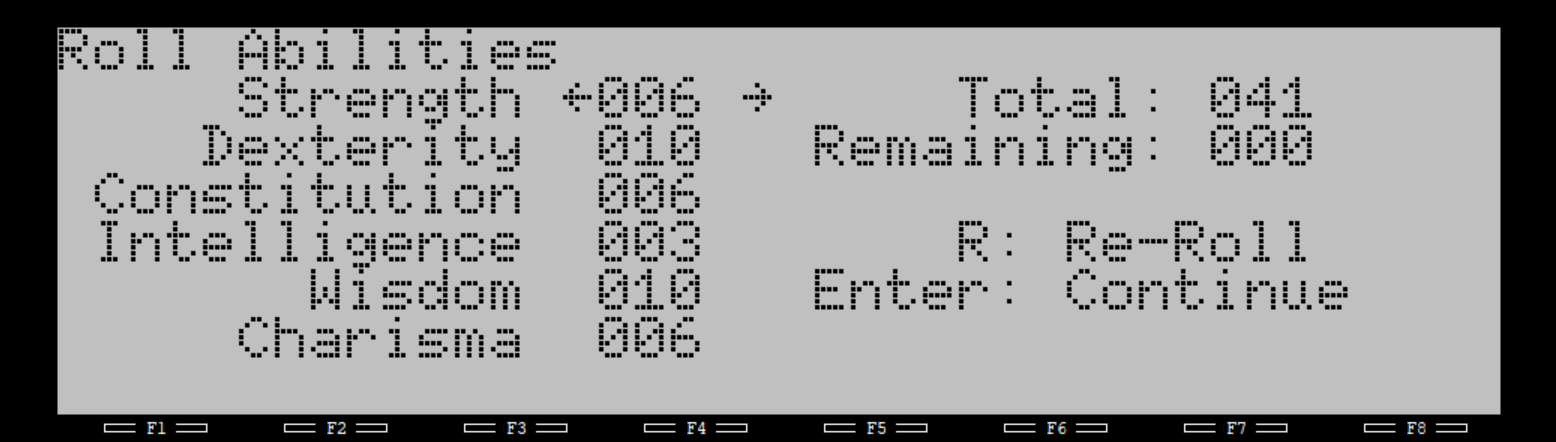 Roll Abilities
Strength ←006 → Total: 041
Dexterity 010 Remaining: 000
Constitution 006
Intelligence 003 R: Re-Roll
Wisdom 010 Enter: Continue
Charisma 006
F1 F2 F3 F4 F5 F6 F7 F8